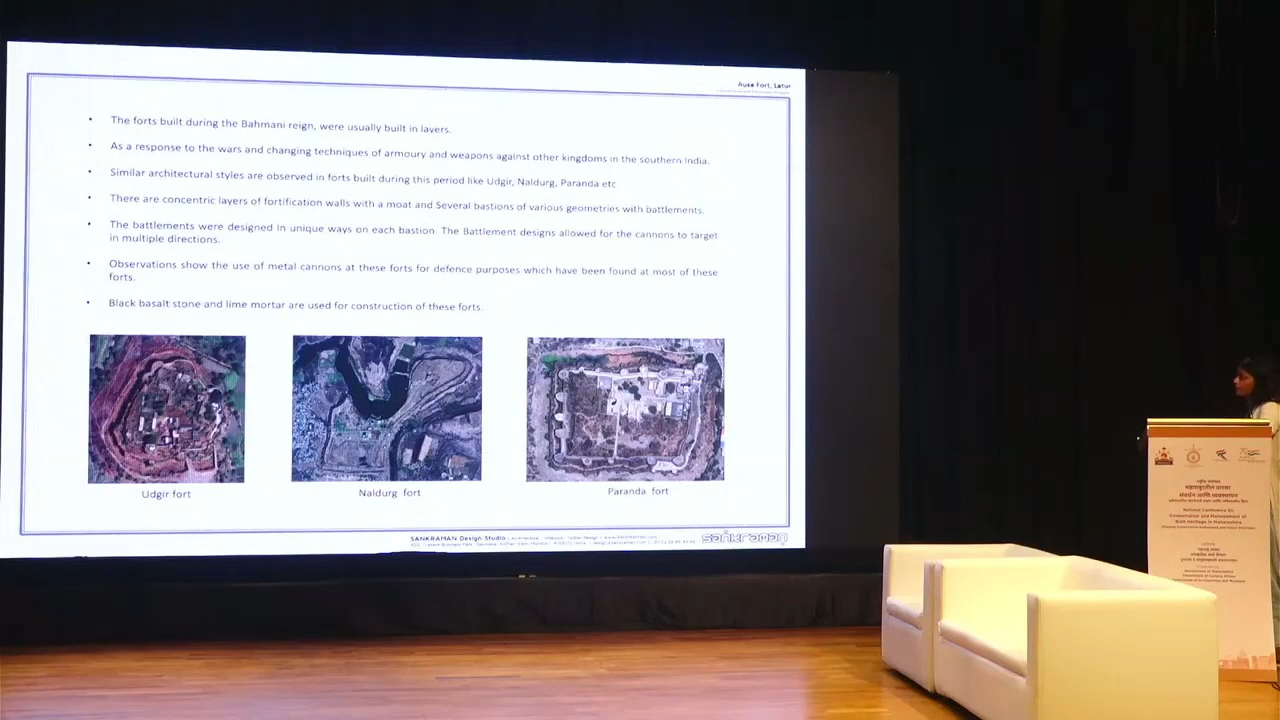 Ausa Fort, Latur
The forts built during the Bahmani reign, were usually built in layers.
As a response to the wars and changing techniques of armoury and weapons against other kingdoms in the southern India.
Similar architectural styles are observed in forts built during this period like Udgir, Naldurg, Paranda etc
There are concentric layers of fortification walls with a moat and Several bastions of various geometries with battlements.
The battlements were designed in unique ways on each bastion. The Battlement designs allowed for the cannons to target
in multiple directions.
Observations show the use of metal cannons at these forts for defence purposes which have been found at most of these
forts.
Black basalt stone and lime mortar are used for construction of these forts.
Udgir fort
Naldurg fort
Paranda fort
SANKRAMAN Design Studio
sankraman
National Conference On
Conservation and Management of
Built Heritage in Maharashtra
Government of Maharashtra
Department of Cultural Affairs